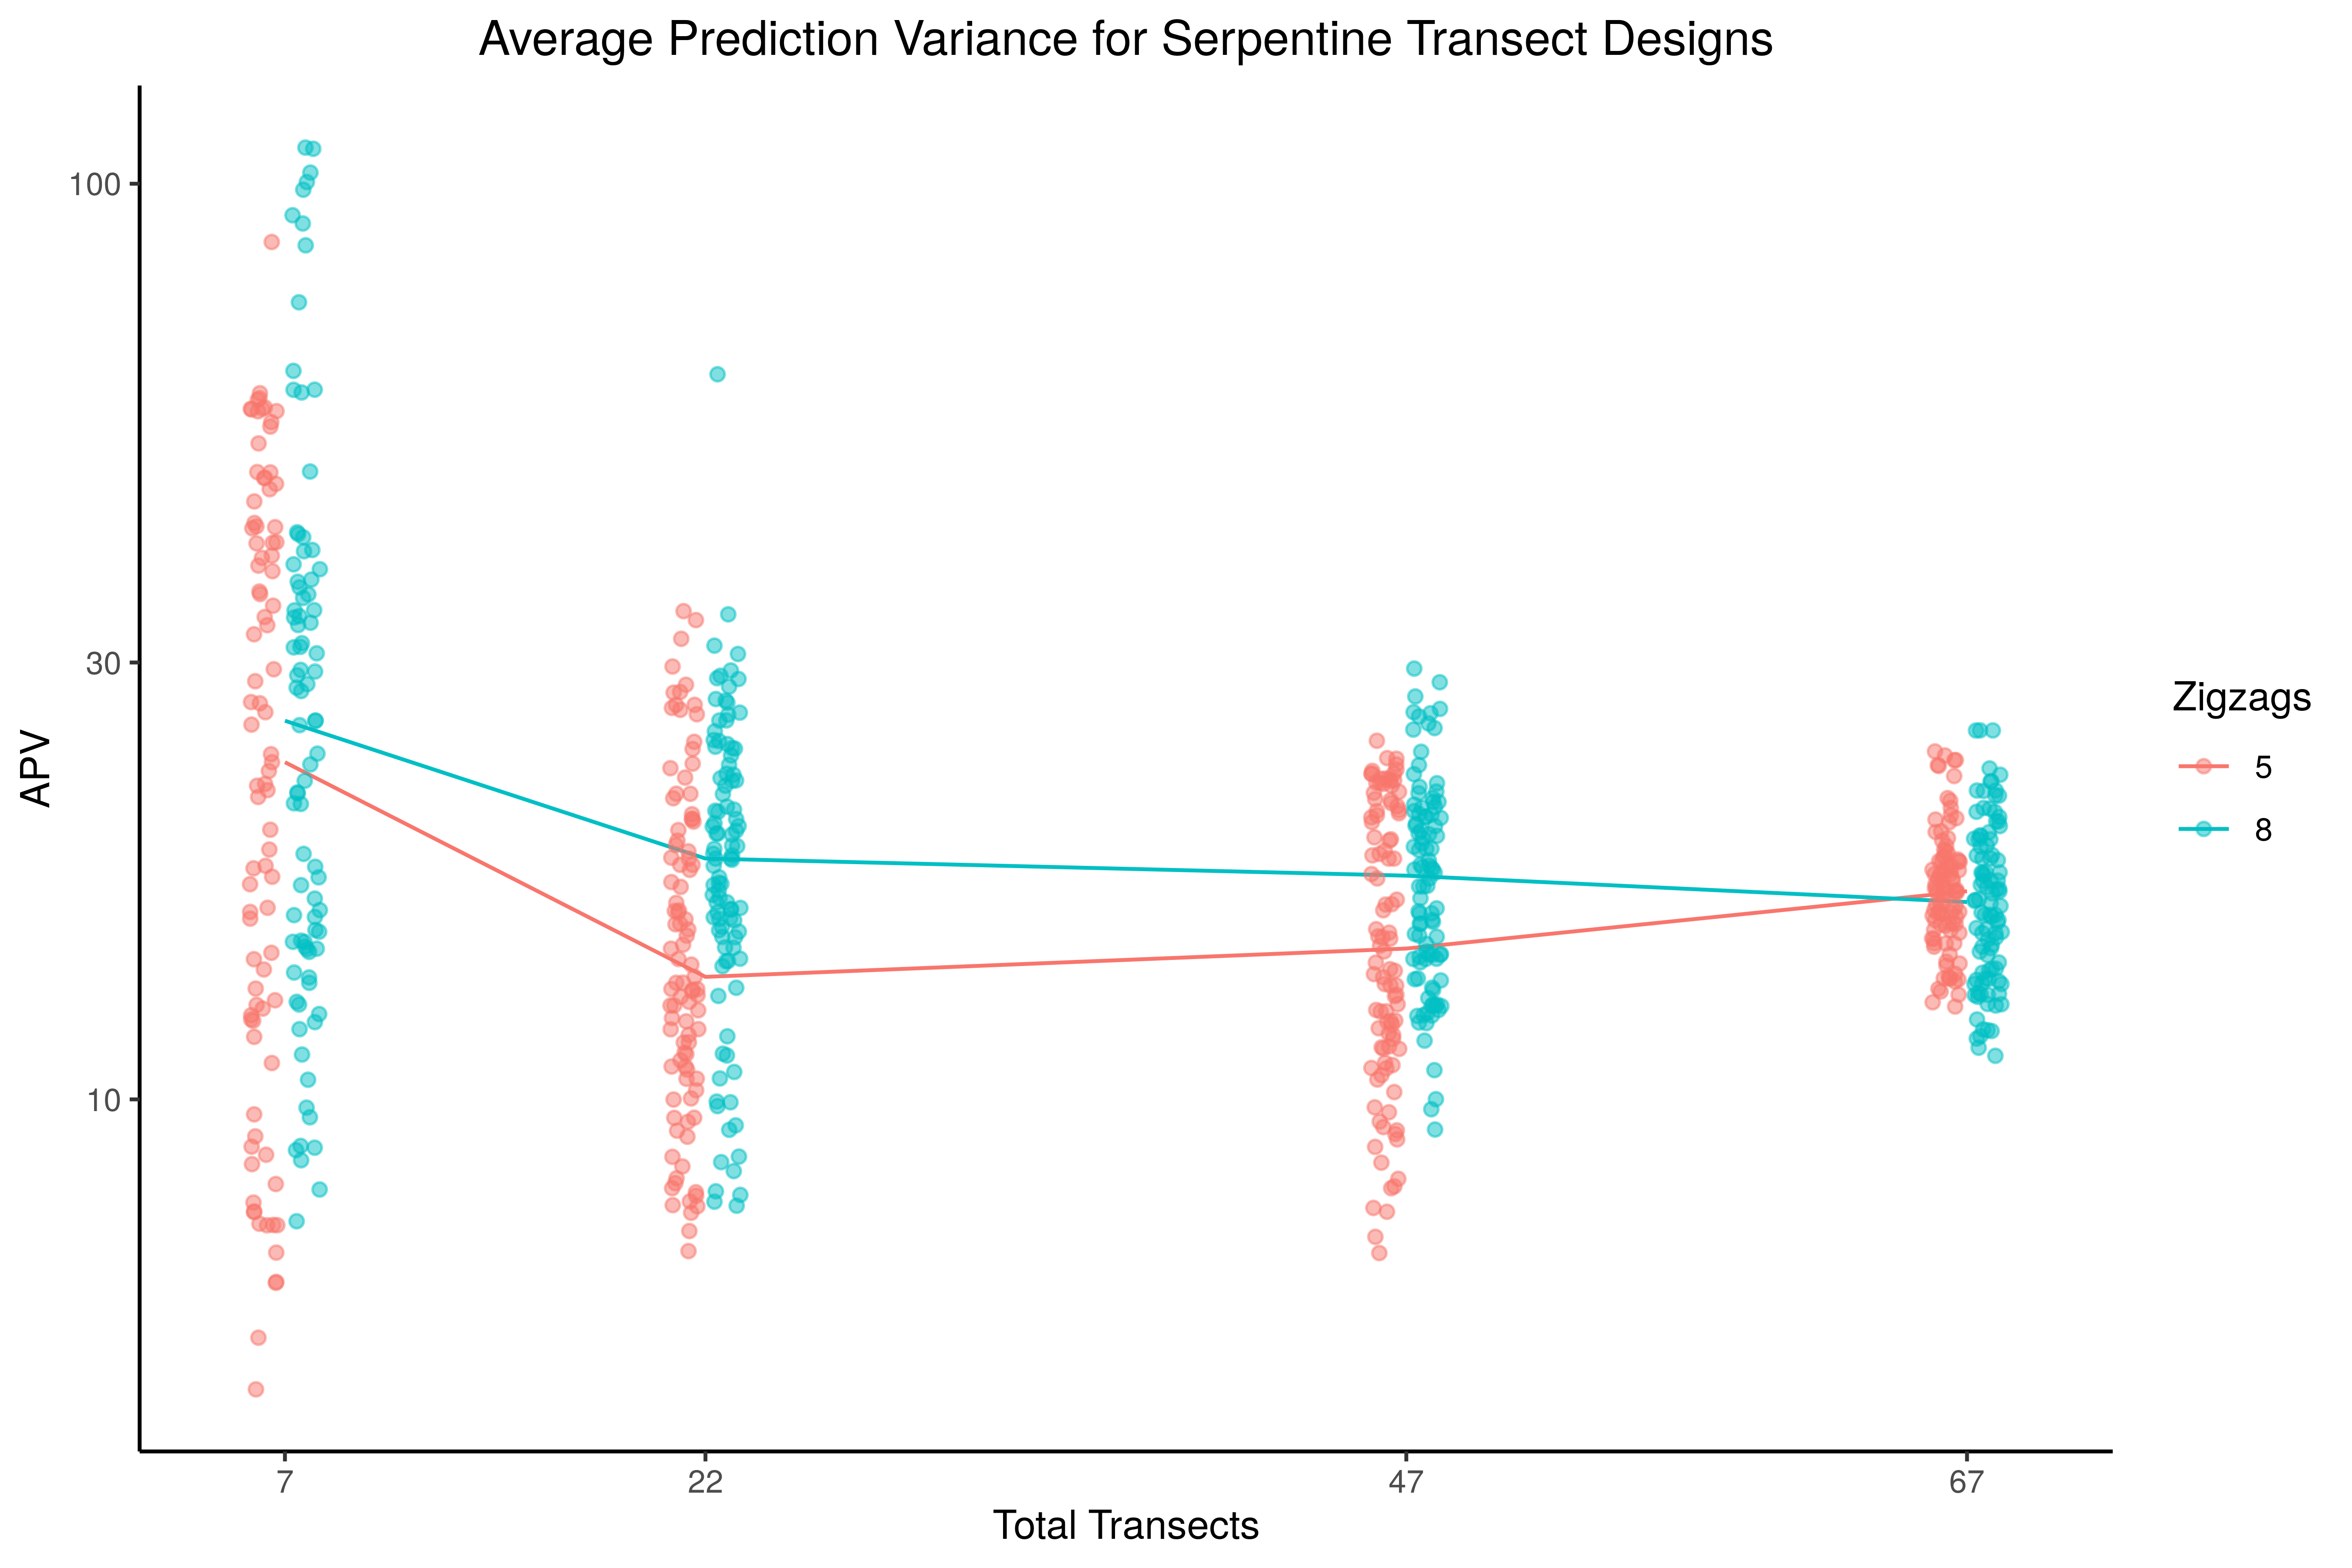 Average Prediction Variance for Serpentine Transect Designs
100
30
10
APV
7
22
47
67
Total Transects
Zigzags
5
8